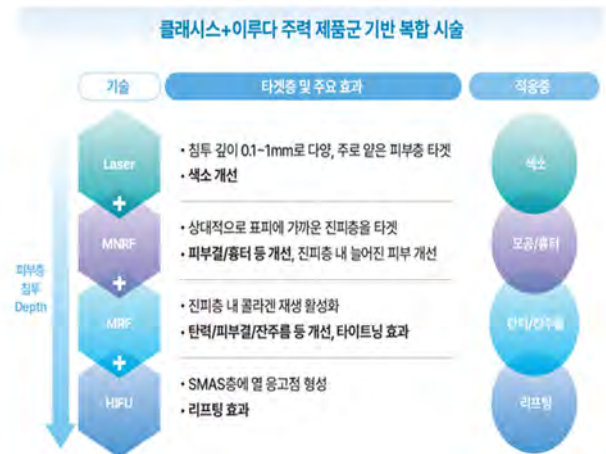 클래시스+이루다 주력 제품군 기반 복합 시술
기술
타겟층 및 주요 효과
적응증
Laser
• 침투 깊이 0.1~1mm로 다양, 주로 얕은 피부층 타겟
• 색소 개선
색소
+
MNRF
• 상대적으로 표피에 가까운 진피층을 타겟
• 피부결/흉터 등 개선, 진피층 내 늘어진 피부 개선
모공/흉터
+
피부층
침투
Depth
MRF
• 진피층 내 콜라겐 재생 활성화
• 탄력/피부결/잔주름 등 개선, 타이트닝 효과
탄력/잔주름
+
HIFU
• SMAS층에 열 응고점 형성
• 리프팅 효과
리프팅